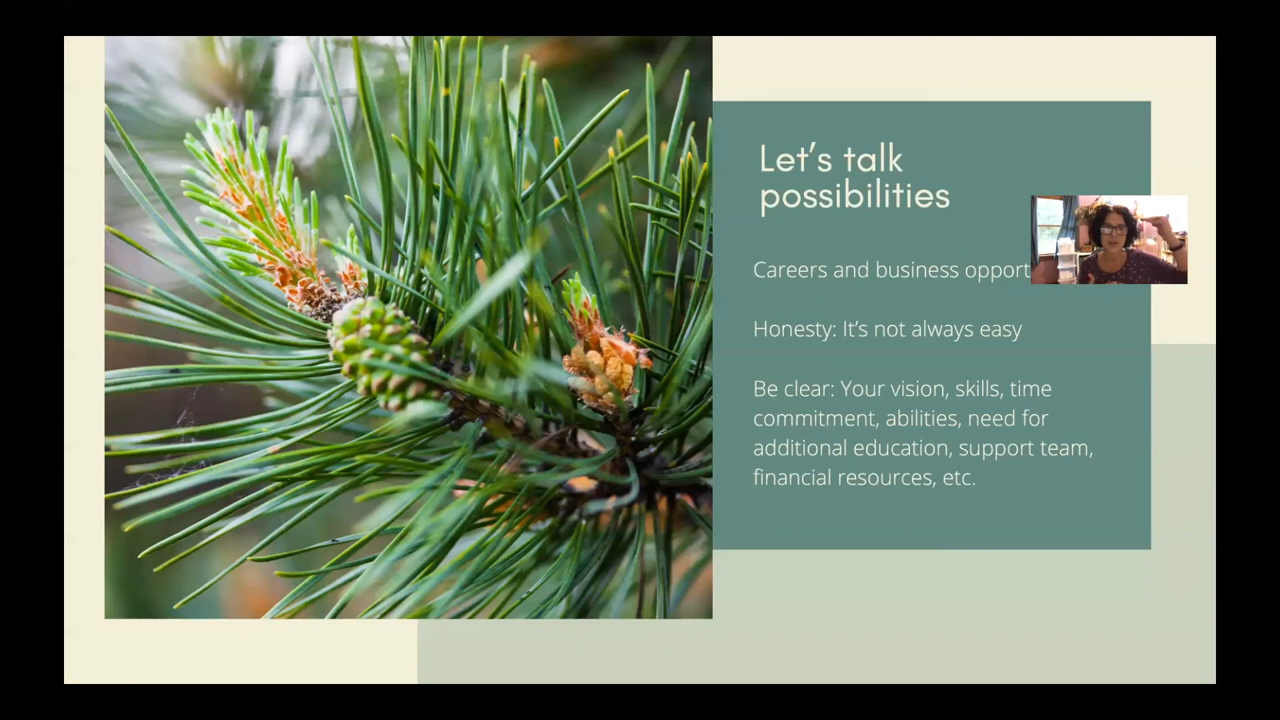 Let's talk
possibilities
Careers and business
Honesty: It's not always easy
Be clear: Your vision, skills, time
commitment, abilities, need for
additional education, support team,
financial resources, etc.